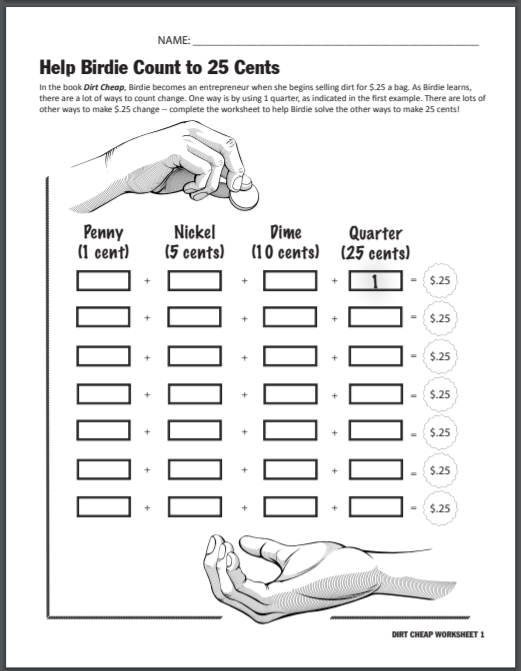 NAME:
Help Birdie Count to 25 Cents
In the book Dirt Cheap, Birdie becomes an entrepreneur when she begins selling dirt for $.25 a bag. As Birdie learns,
there are a lot of ways to count change. One way is by using 1 quarter, as indicated in the first example. There are lots of
other ways to make $.25 change -- complete the worksheet to help Birdie solve the other ways to make 25 cents!
Penny Nickel Dime Quarter
(1 cent) (5 cents) (10 cents) (25 cents)
+ + + 1 = $.25
+ + + = $.25
+ + + = $.25
+ + + = $.25
+ + + = $.25
+ + + = $.25
+ + + = $.25
DIRT CHEAP WORKSHEET 1